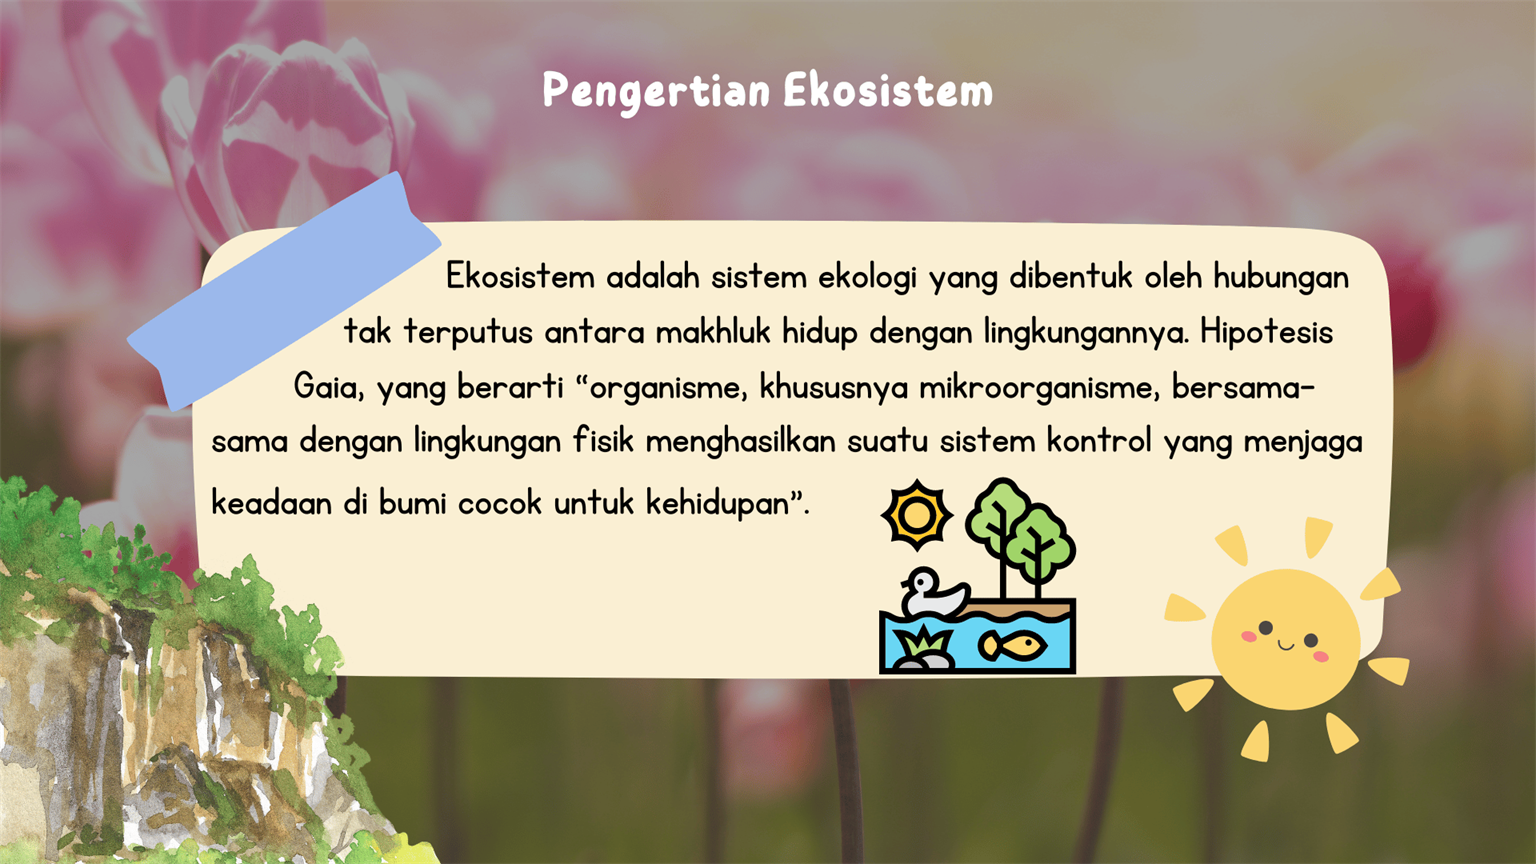 Pengertian Ekosistem
Ekosistem adalah sistem ekologi yang dibentuk oleh hubungan
tak terputus antara makhluk hidup dengan lingkungannya. Hipotesis
Gaia, yang berarti “organisme, khususnya mikroorganisme, bersama-
sama dengan lingkungan fisik menghasilkan suatu sistem kontrol yang menjaga
keadaan di bumi cocok untuk kehidupan”.